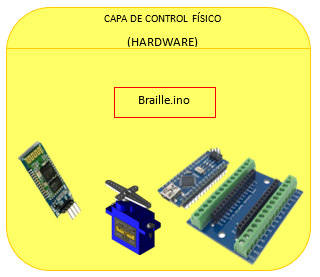 CAPA DE CONTROL FÍSICO
(HARDWARE)
Braille.ino